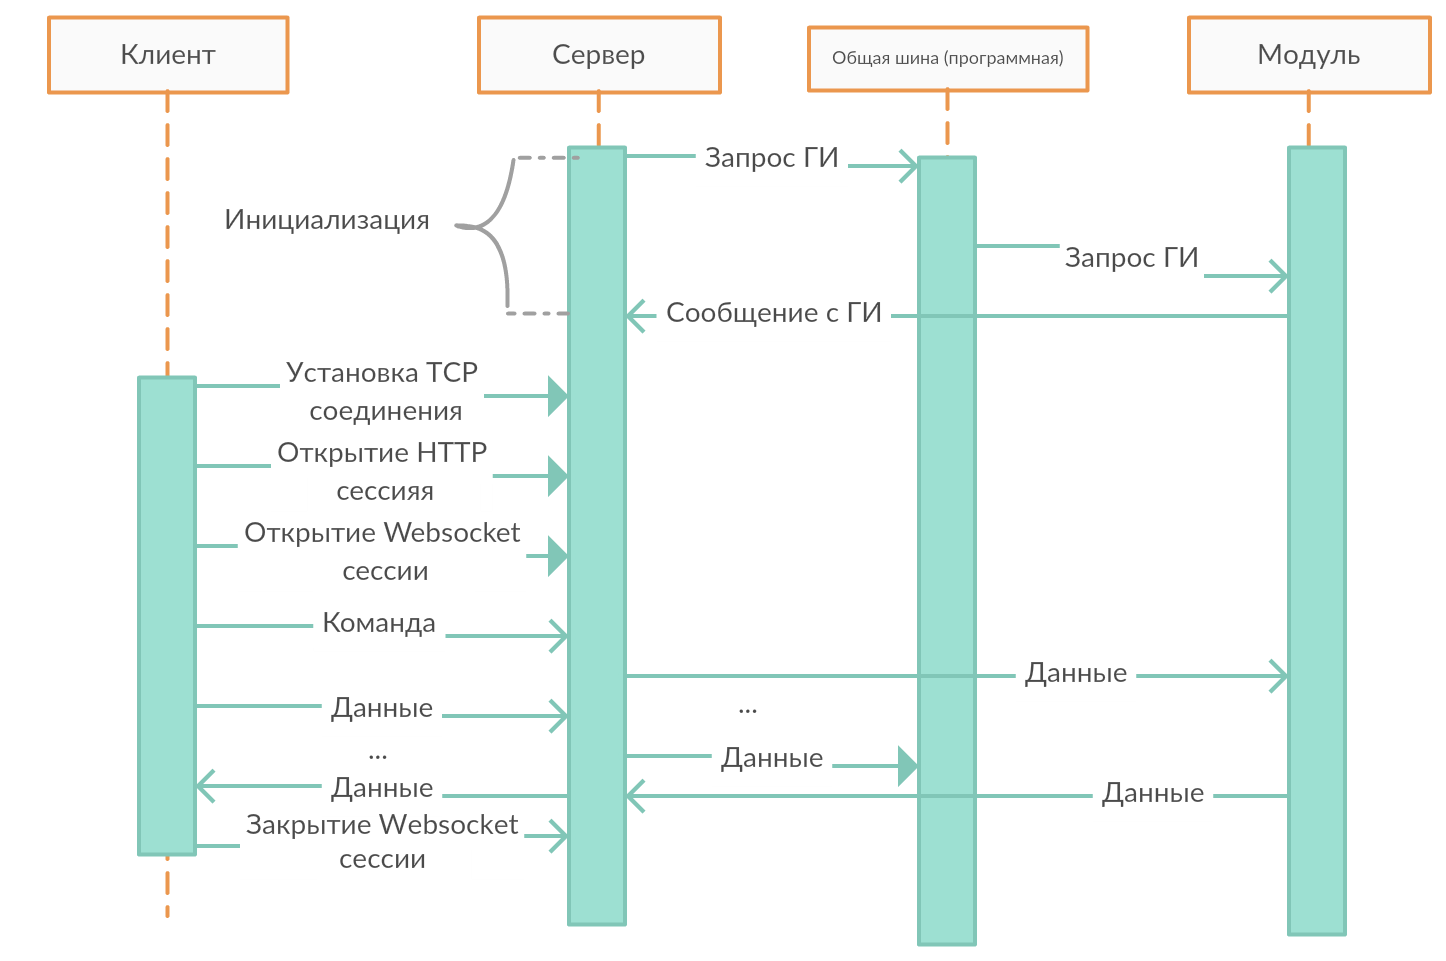 Клиент
Сервер
Общая шина (программная)
Модуль
Запрос ГИ
Инициализация
Запрос ГИ
Сообщение с ГИ
Установка TCP
соединения
Открытие HTTP
сессияя
Открытие Websocket
сессии
Команда
Данные
Данные
...
...
Данные
Данные
Данные
Закрытие Websocket
сессии